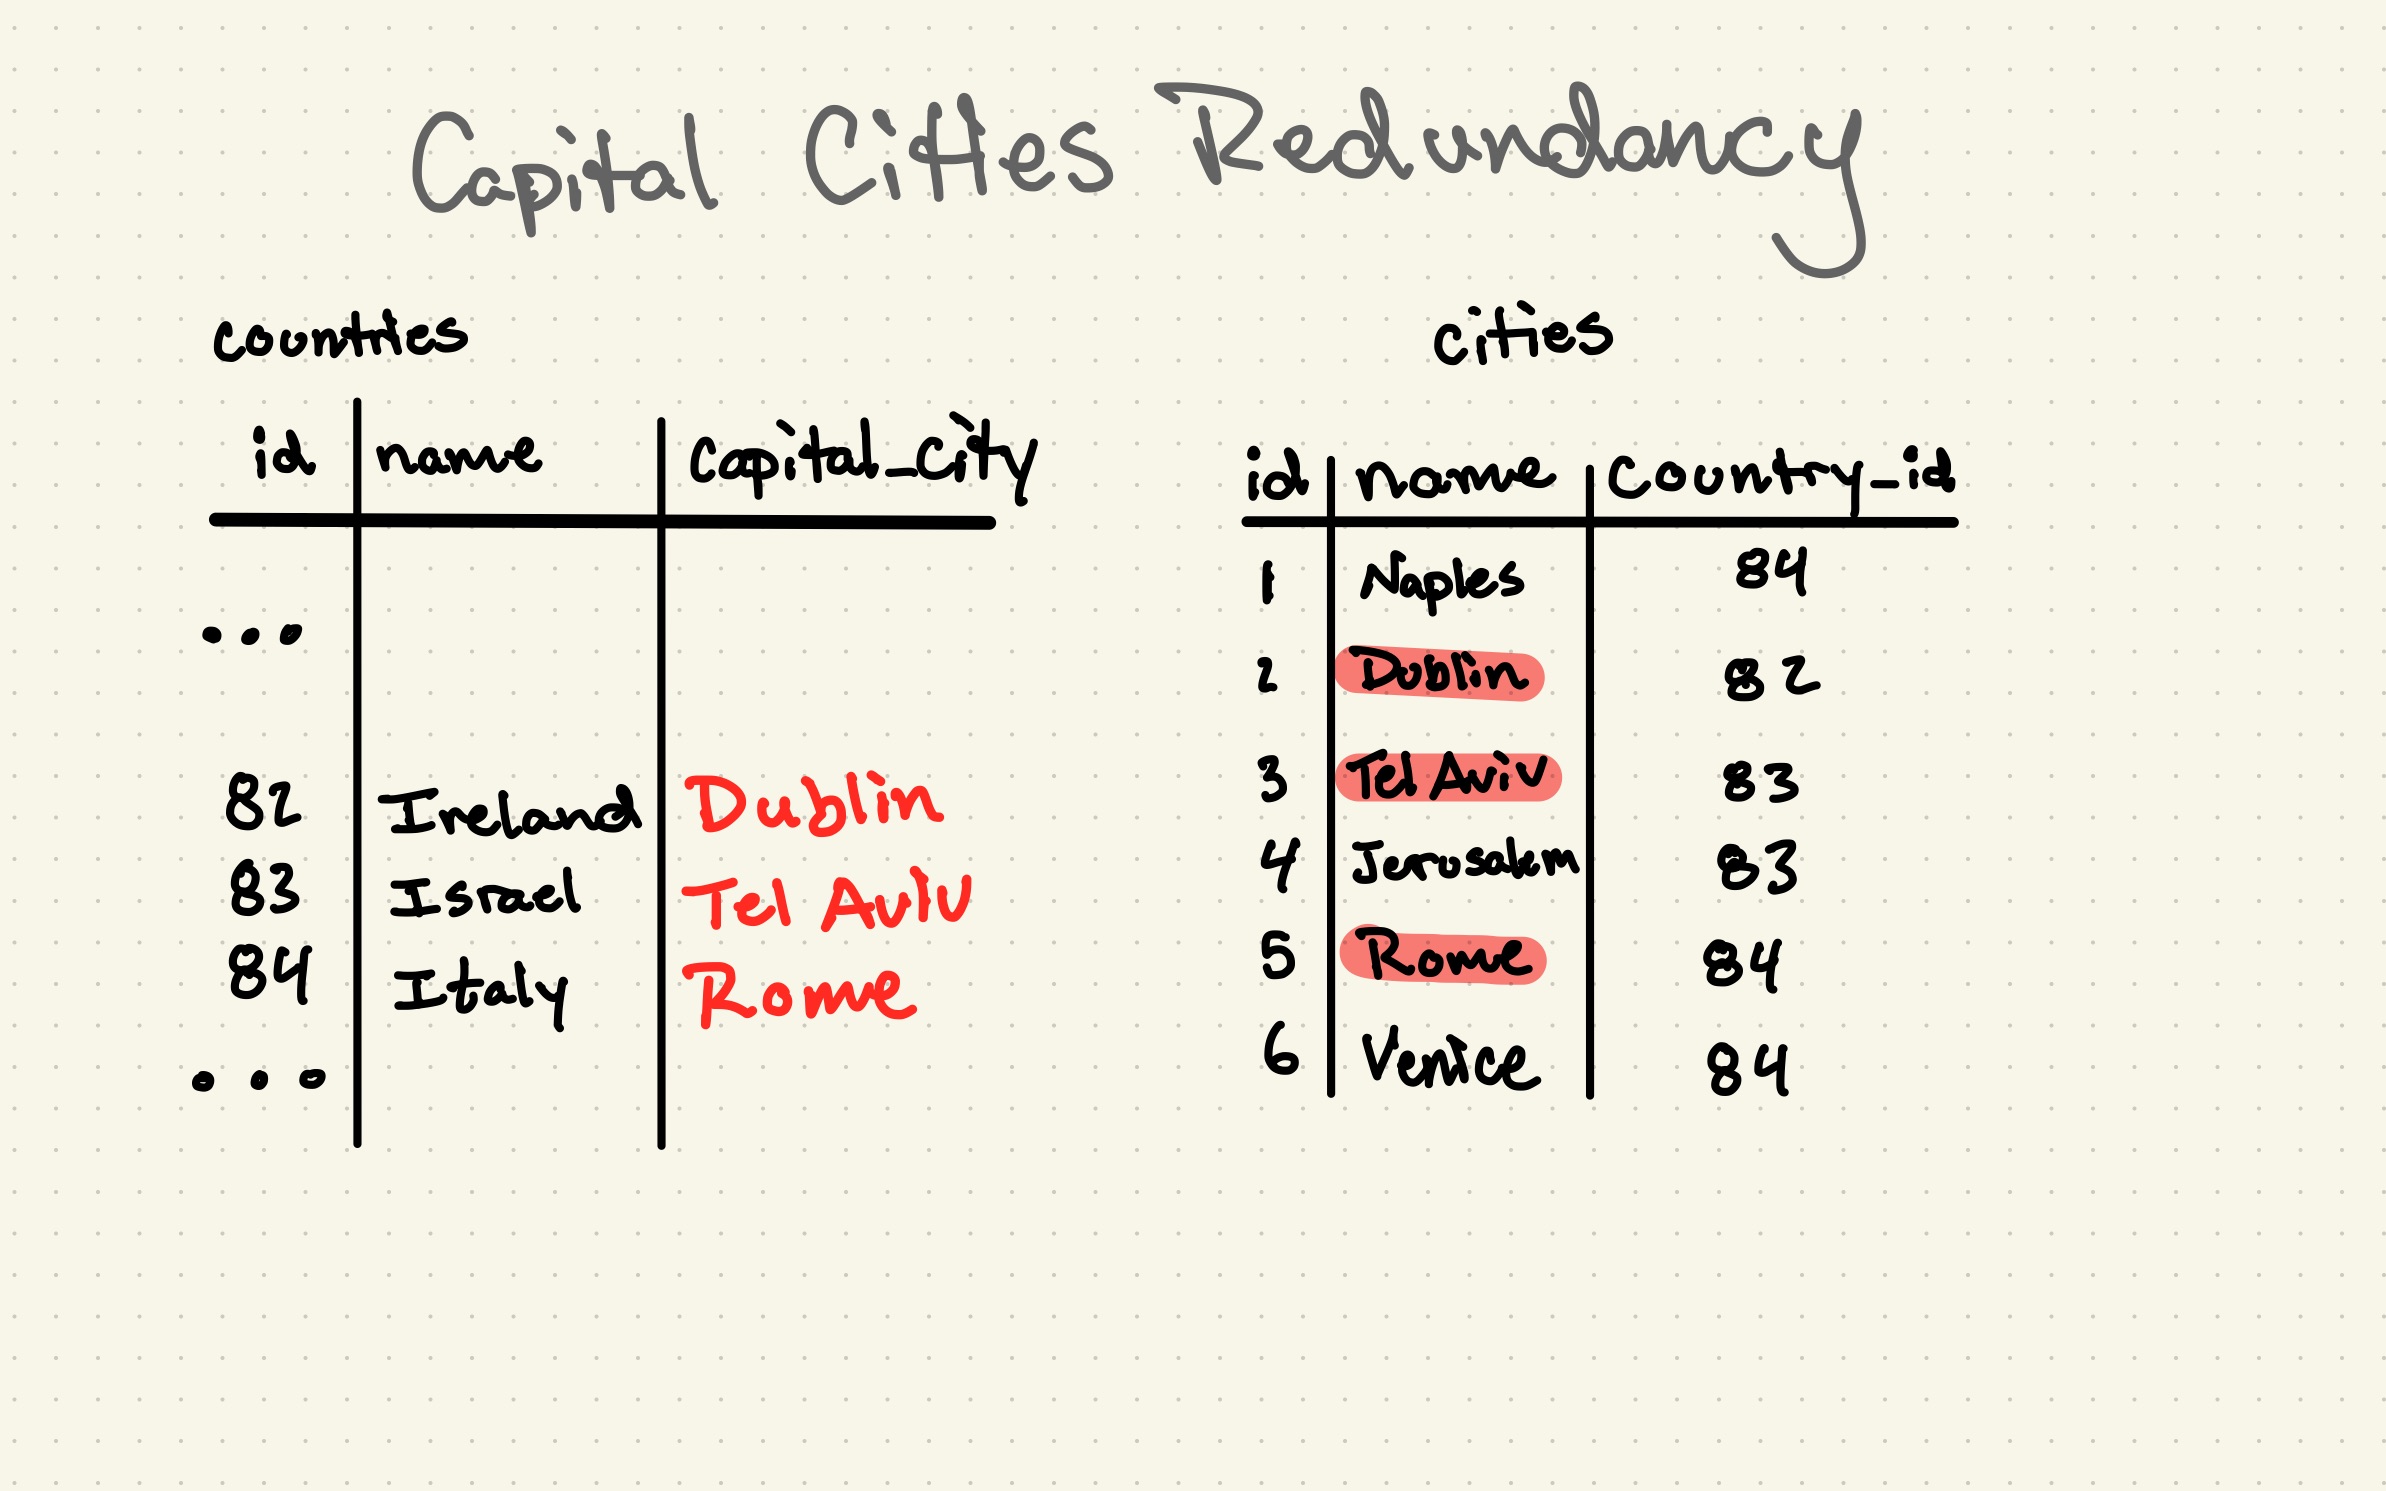 Capital Cities Redundancy
countries
id name capital_city
...
82 Ireland Dublin
83 Israel Tel Aviv
84 Italy Rome
...
cities
id name country_id
1 Naples 84
2 Dublin 82
3 Tel Aviv 83
4 Jerusalem 83
5 Rome 84
6 Venice 84